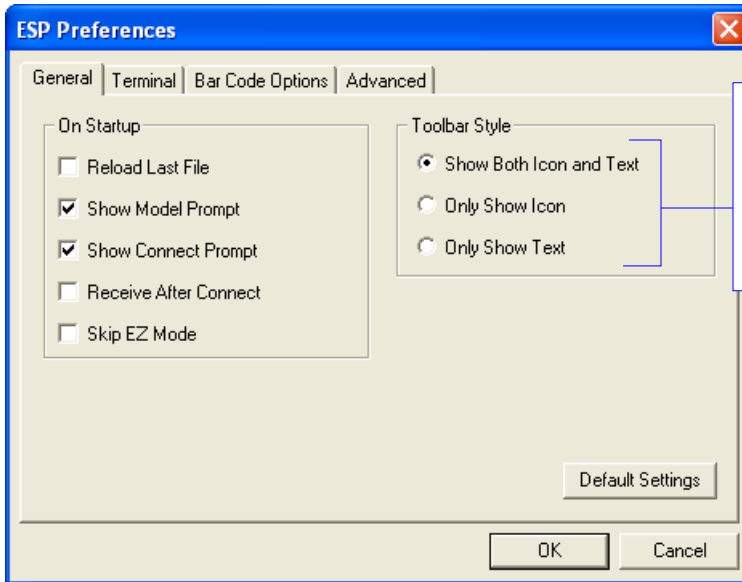 ESP Preferences
General Terminal Bar Code Options Advanced
On Startup
Reload Last File
Show Model Prompt
Show Connect Prompt
Receive After Connect
Skip EZ Mode
Toolbar Style
Show Both Icon and Text
Only Show Icon
Only Show Text
Default Settings
OK Cancel